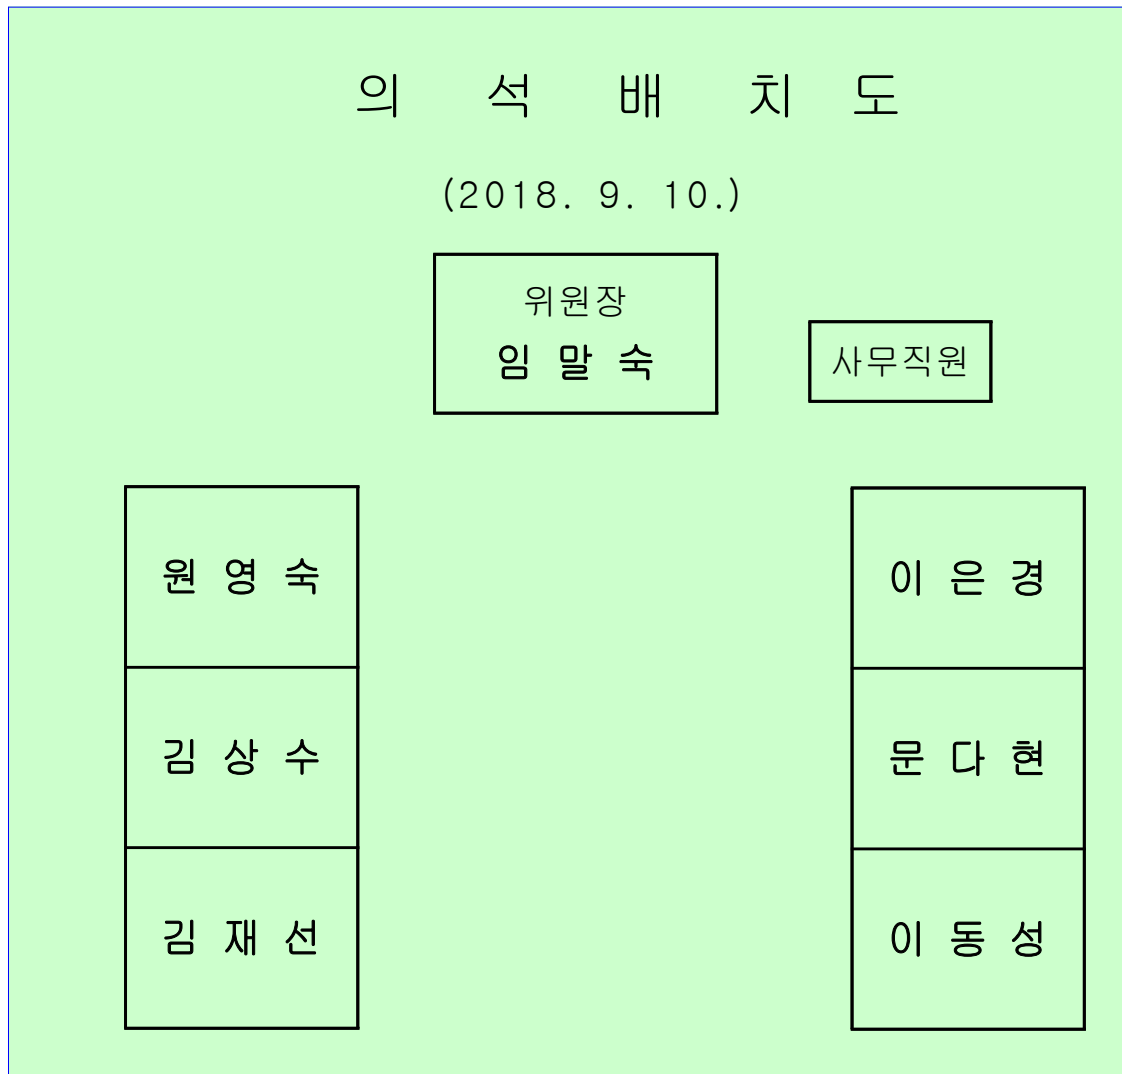 의 석 배 치 도
(2018. 9. 10.)
위원장
임 말 숙
사무직원
원 영 숙
이 은 경
김 상 수
문 다 현
김 재 선
이 동 성